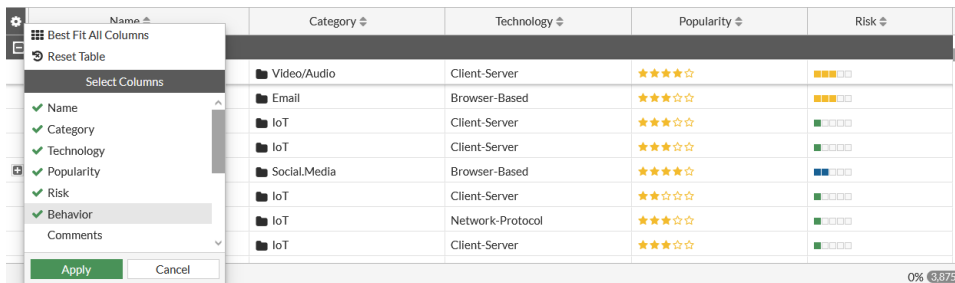 Name Category Technology Popularity Risk
Best Fit All Columns
Reset Table
Select Columns
Name
Category
Technology
Popularity
Risk
Behavior
Comments
Apply Cancel
Video/Audio Client-Server
Email Browser-Based
IoT Client-Server
IoT Client-Server
Social.Media Browser-Based
IoT Client-Server
IoT Network-Protocol
IoT Client-Server
0% 3,875